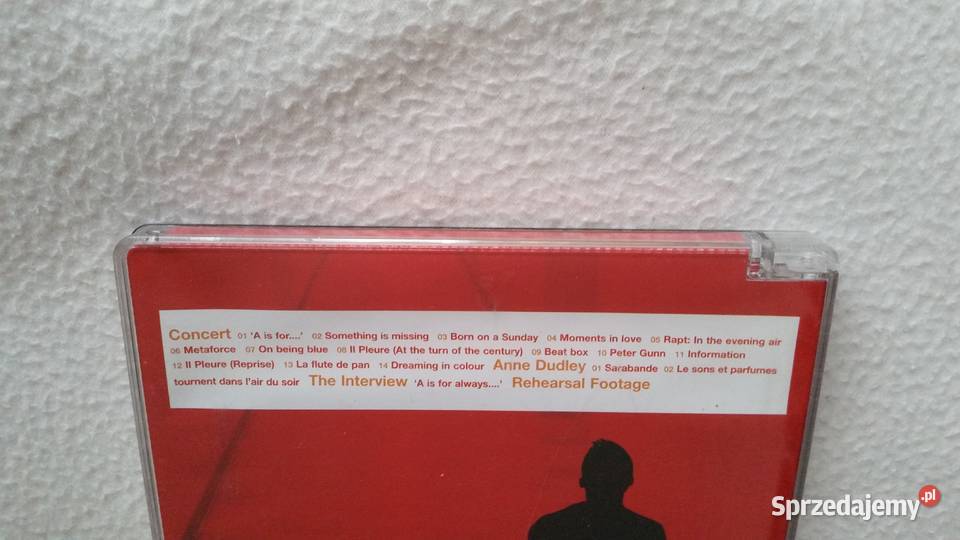 Concert 01 'A is for....' 02 Something is missing 03 Born on a Sunday 04 Moments in love 05 Rapt: In the evening air
06 Metaforce 07 On being blue 08 Il Pleure (At the turn of the century) 09 Beat box 10 Peter Gunn 11 Information
12 Il Pleure (Reprise) 13 La flute de pan 14 Dreaming in colour Anne Dudley 01 Sarabande 02 Le sons et parfumes
tournent dans l'air du soir The Interview 'A is for always....' Rehearsal Footage
Sprzedajemy.pl